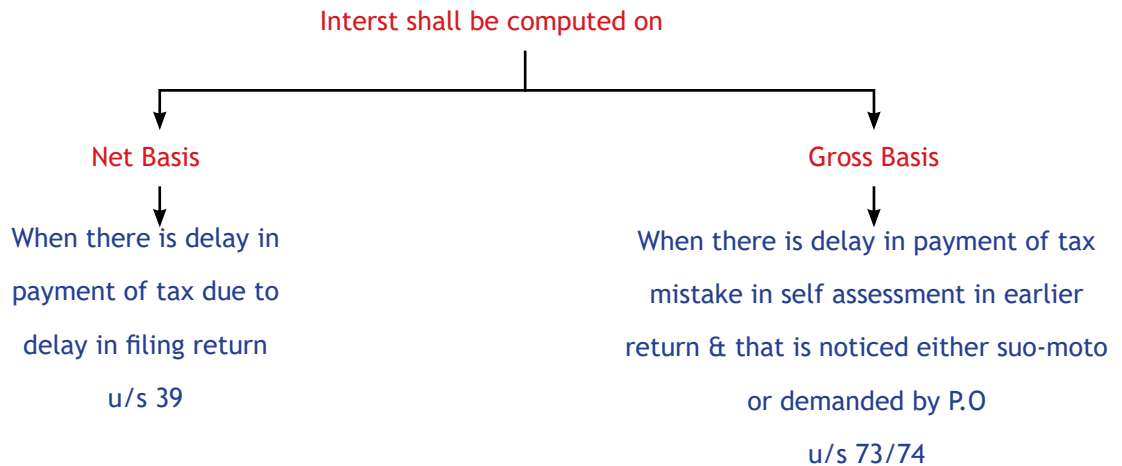 Interst shall be computed on
Net Basis
When there is delay in
payment of tax due to
delay in filing return
u/s 39
Gross Basis
When there is delay in payment of tax
mistake in self assessment in earlier
return & that is noticed either suo-moto
or demanded by P.O
u/s 73/74